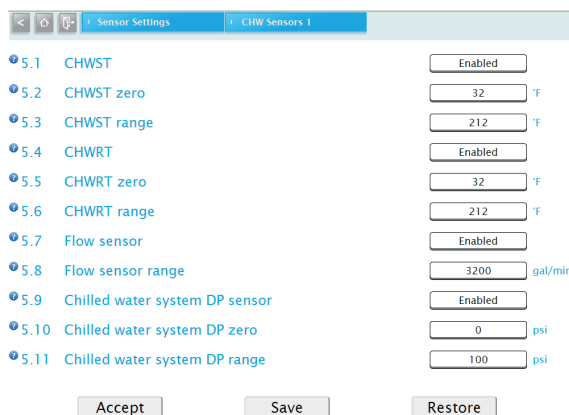 < Sensor Settings CHW Sensors 1
? 5.1 CHWST Enabled
? 5.2 CHWST zero 32 °F
? 5.3 CHWST range 212 °F
? 5.4 CHWRT Enabled
? 5.5 CHWRT zero 32 °F
? 5.6 CHWRT range 212 °F
? 5.7 Flow sensor Enabled
? 5.8 Flow sensor range 3200 gal/min
? 5.9 Chilled water system DP sensor Enabled
? 5.10 Chilled water system DP zero 0 psi
? 5.11 Chilled water system DP range 100 psi
Accept Save Restore